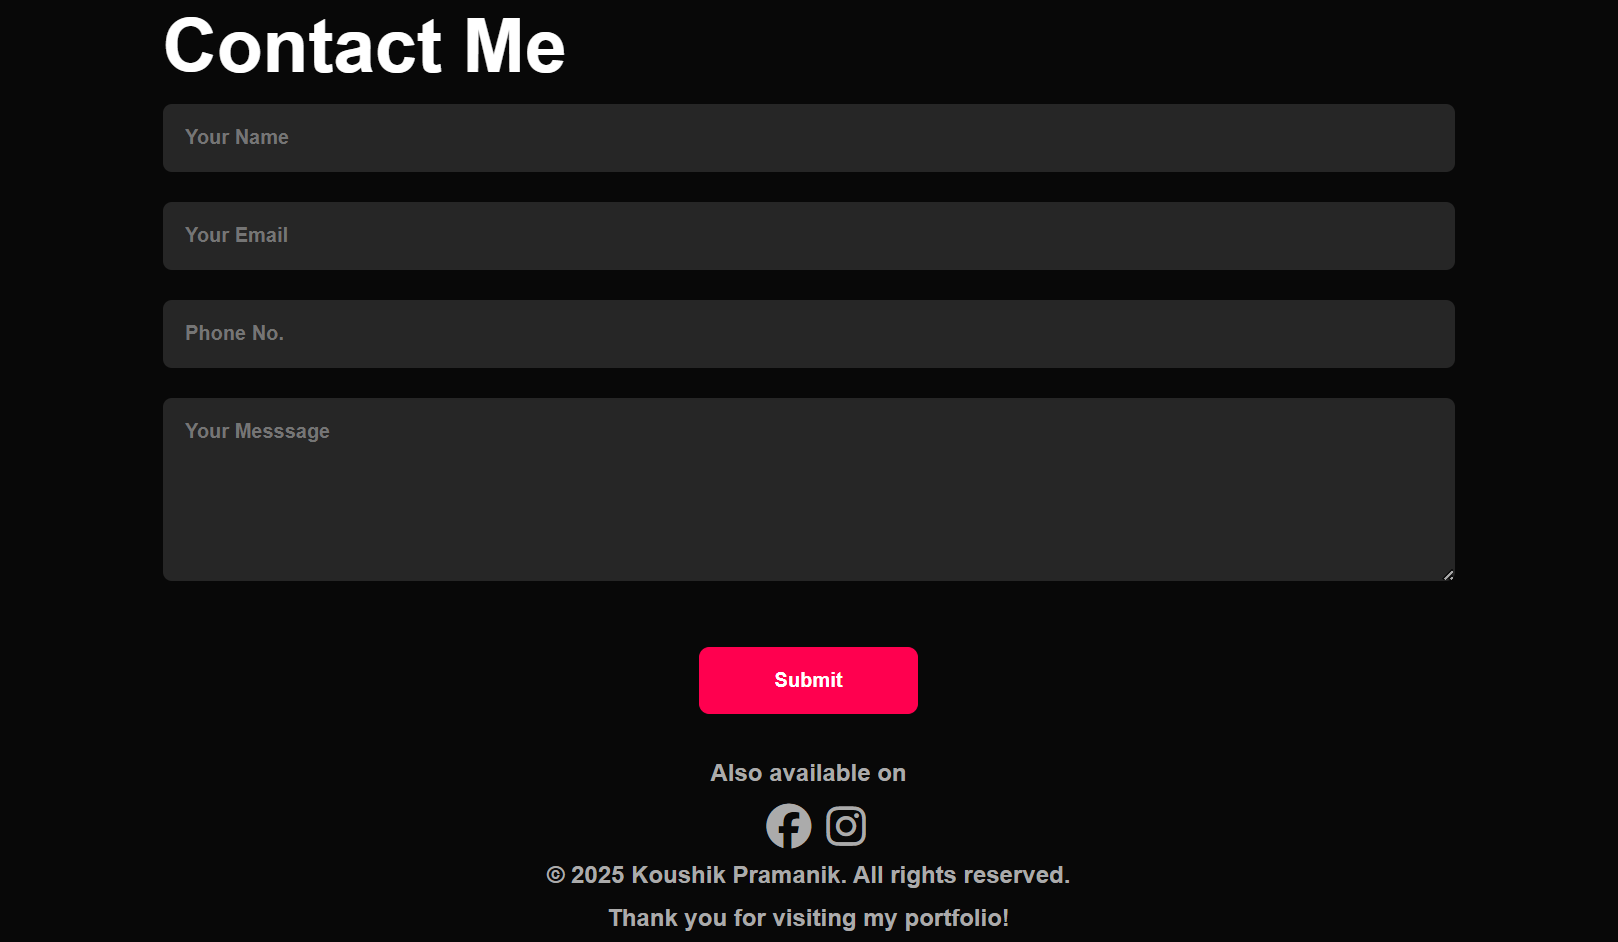 Contact Me
Your Name
Your Email
Phone No.
Your Messsage
Submit
Also available on
© 2025 Koushik Pramanik. All rights reserved.
Thank you for visiting my portfolio!